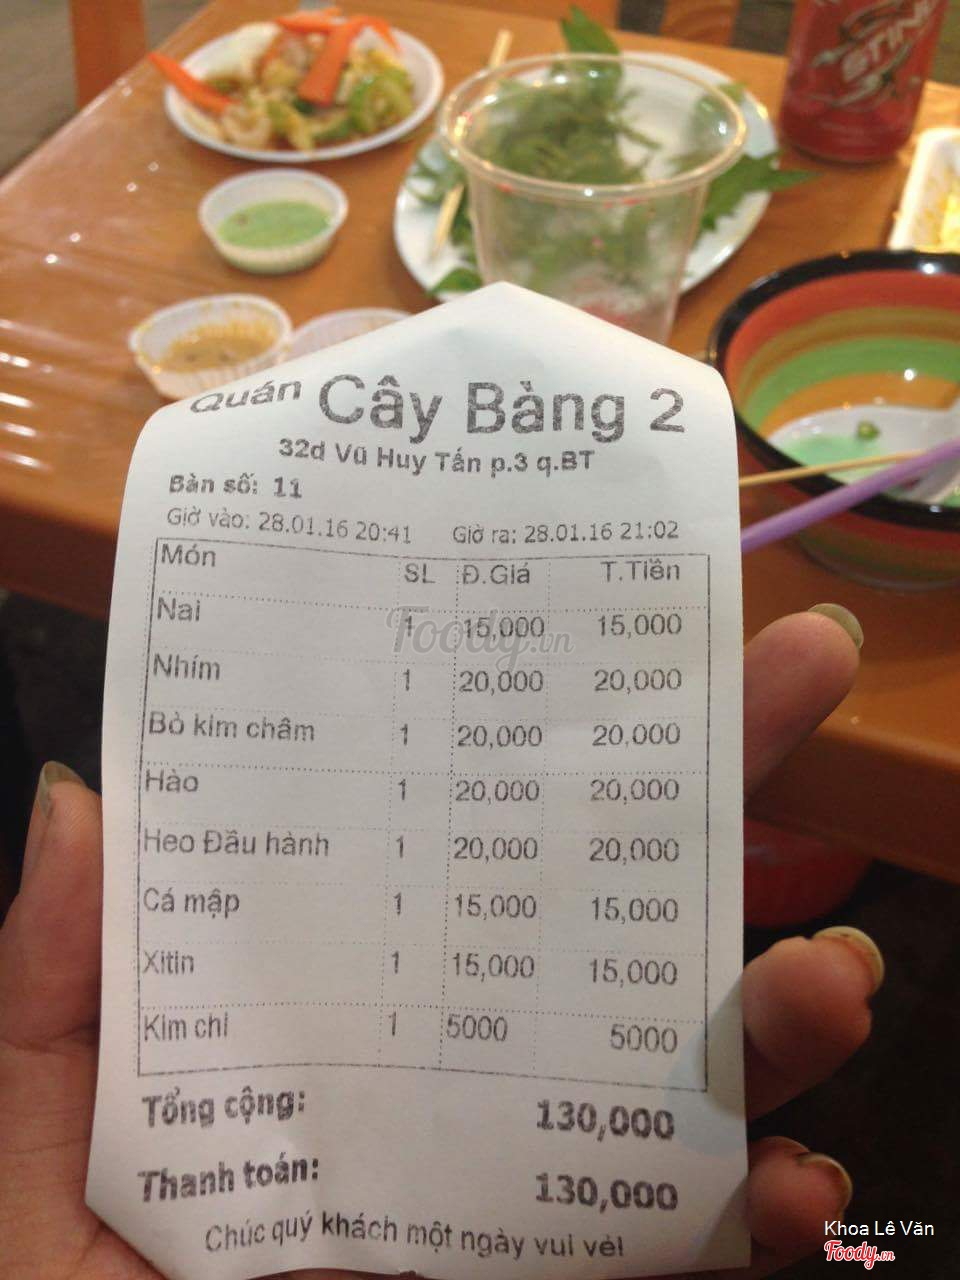 STING
Quán Cây Bàng 2
32d Vũ Huy Tấn p.3 q.BT
Bàn số: 11
Giờ vào: 28.01.16 20:41 Giờ ra: 28.01.16 21:02
Món SL Đ.Giá T.Tiền
Nai 1 15,000 15,000
Foody.vn
Nhím 1 20,000 20,000
Bò kim châm 1 20,000 20,000
Hào 1 20,000 20,000
Heo Đầu hành 1 20,000 20,000
Cá mập 1 15,000 15,000
Xitin 1 15,000 15,000
Kim chi 1 5000 5000
Tổng cộng: 130,000
Thanh toán: 130,000
Chúc quý khách một ngày vui vẻ!
Khoa Lê Văn
Foody.vn